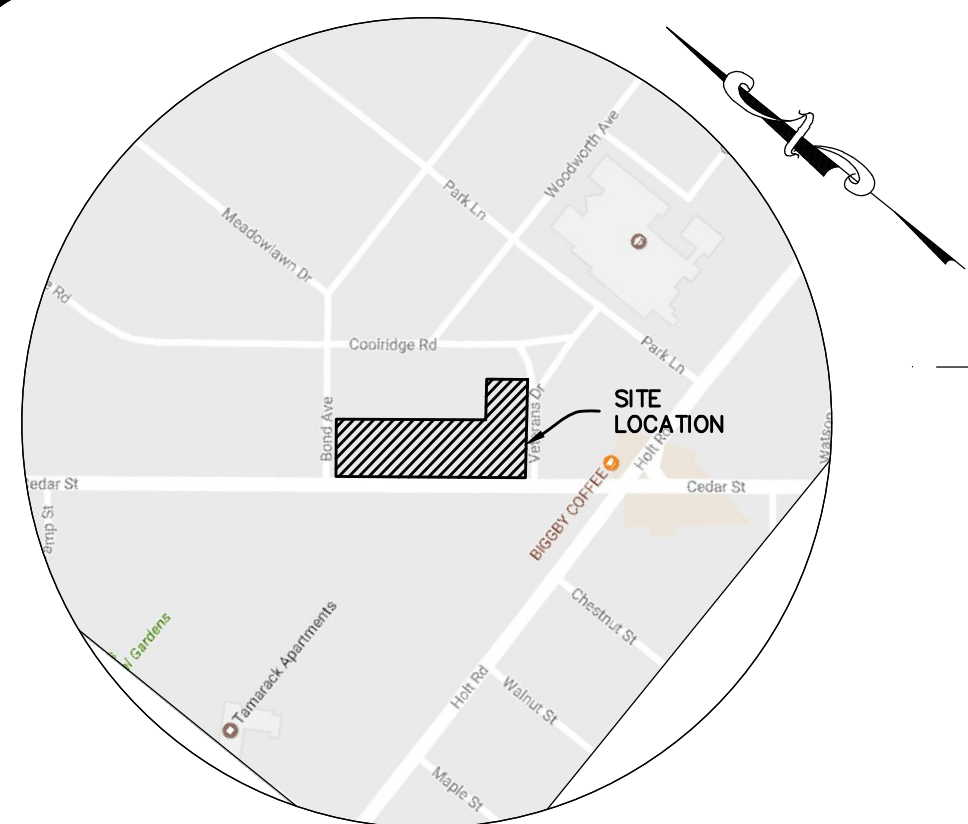 Woodworth Ave
Park Ln
Meadowlawn Dr
Rd
Coolridge Rd
Park Ln
SITE
LOCATION
Bond Ave
Veterans Dr
Holt Rd
Watson
Cedar St
Cedar St
BIGGBY COFFEE
Chestnut St
Gardens
Tamarack Apartments
Holt Rd
Walnut St
Maple St